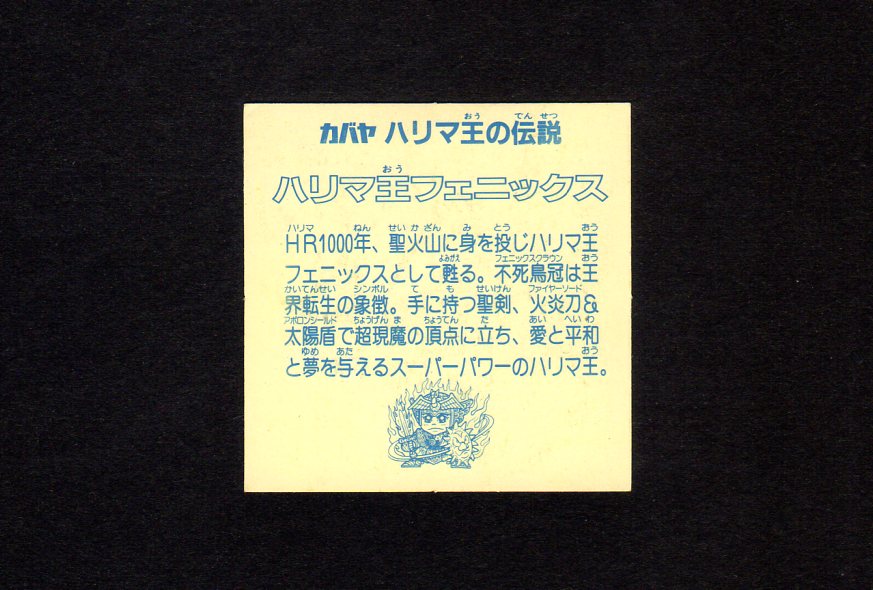 カバヤ ハリマ王の伝説
ハリマ王フェニックス
HR1000年、聖火山に身を投じハリマ王
フェニックスとして甦る。不死鳥冠は王
界転生の象徴。手に持つ聖剣、火炎刀&
太陽盾で超現魔の頂点に立ち、愛と平和
と夢を与えるスーパーパワーのハリマ王。